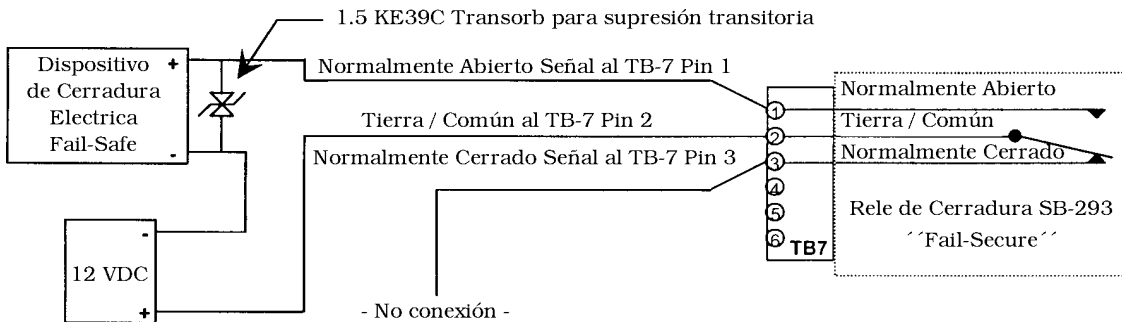 1.5 KE39C Transorb para supresión transitoria
Dispositivo
de Cerradura
Electrica
Fail-Safe
+
-
Normalmente Abierto Señal al TB-7 Pin 1
Tierra / Común al TB-7 Pin 2
Normalmente Cerrado Señal al TB-7 Pin 3
1
2
3
4
5
6
TB7
Normalmente Abierto
Tierra / Común
Normalmente Cerrado
Rele de Cerradura SB-293
´´Fail-Secure´´
-
12 VDC
+
- No conexión -